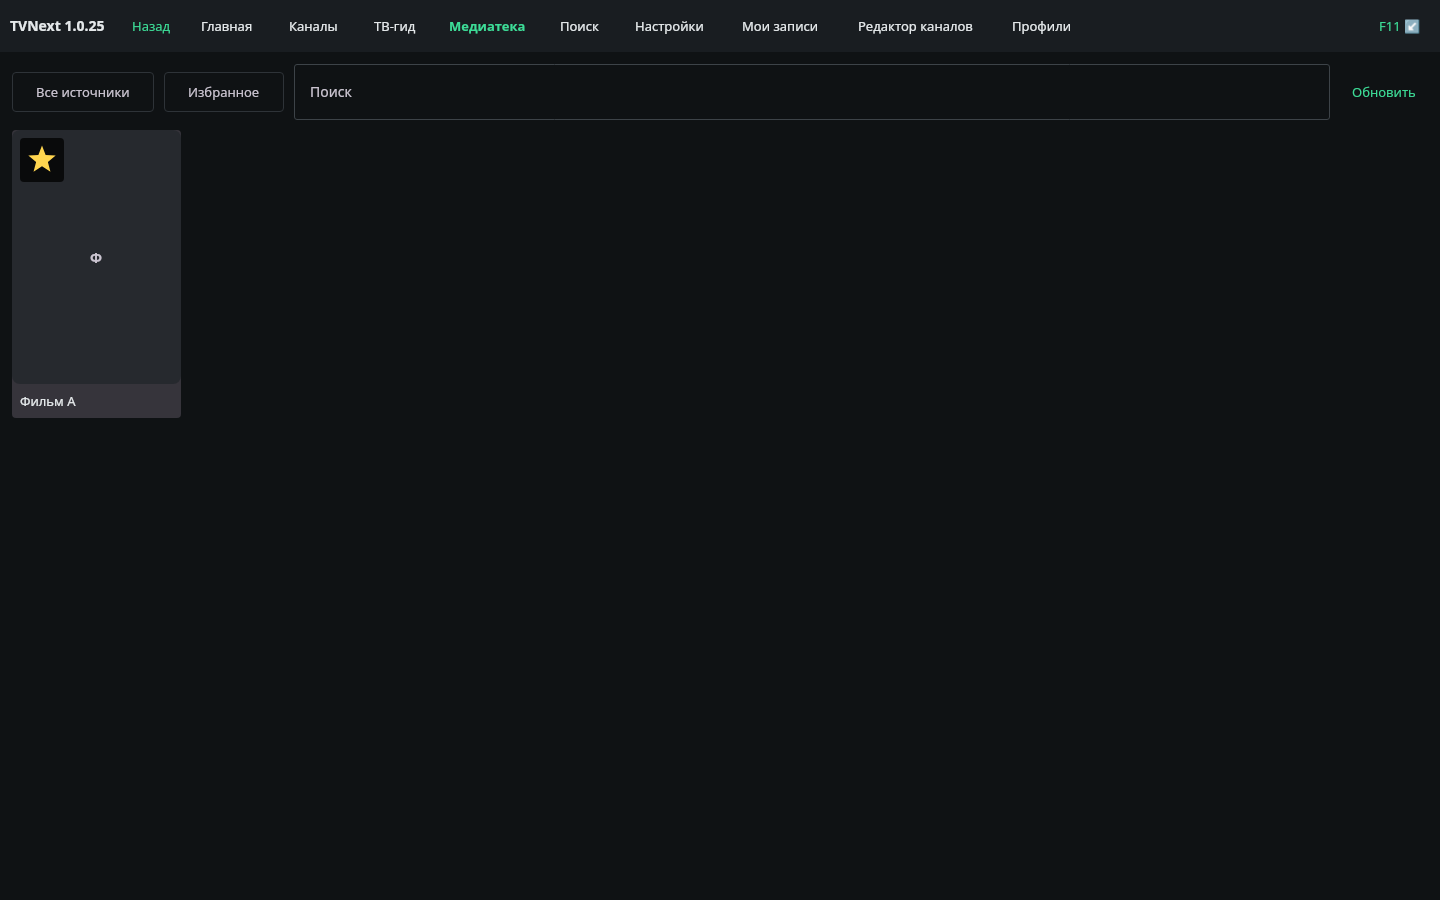 TVNext 1.0.25 Назад Главная Каналы ТВ-гид Медиатека Поиск Настройки Мои записи Редактор каналов Профили F11 ↙️
Все источники Избранное Поиск Обновить
Ф
Фильм А